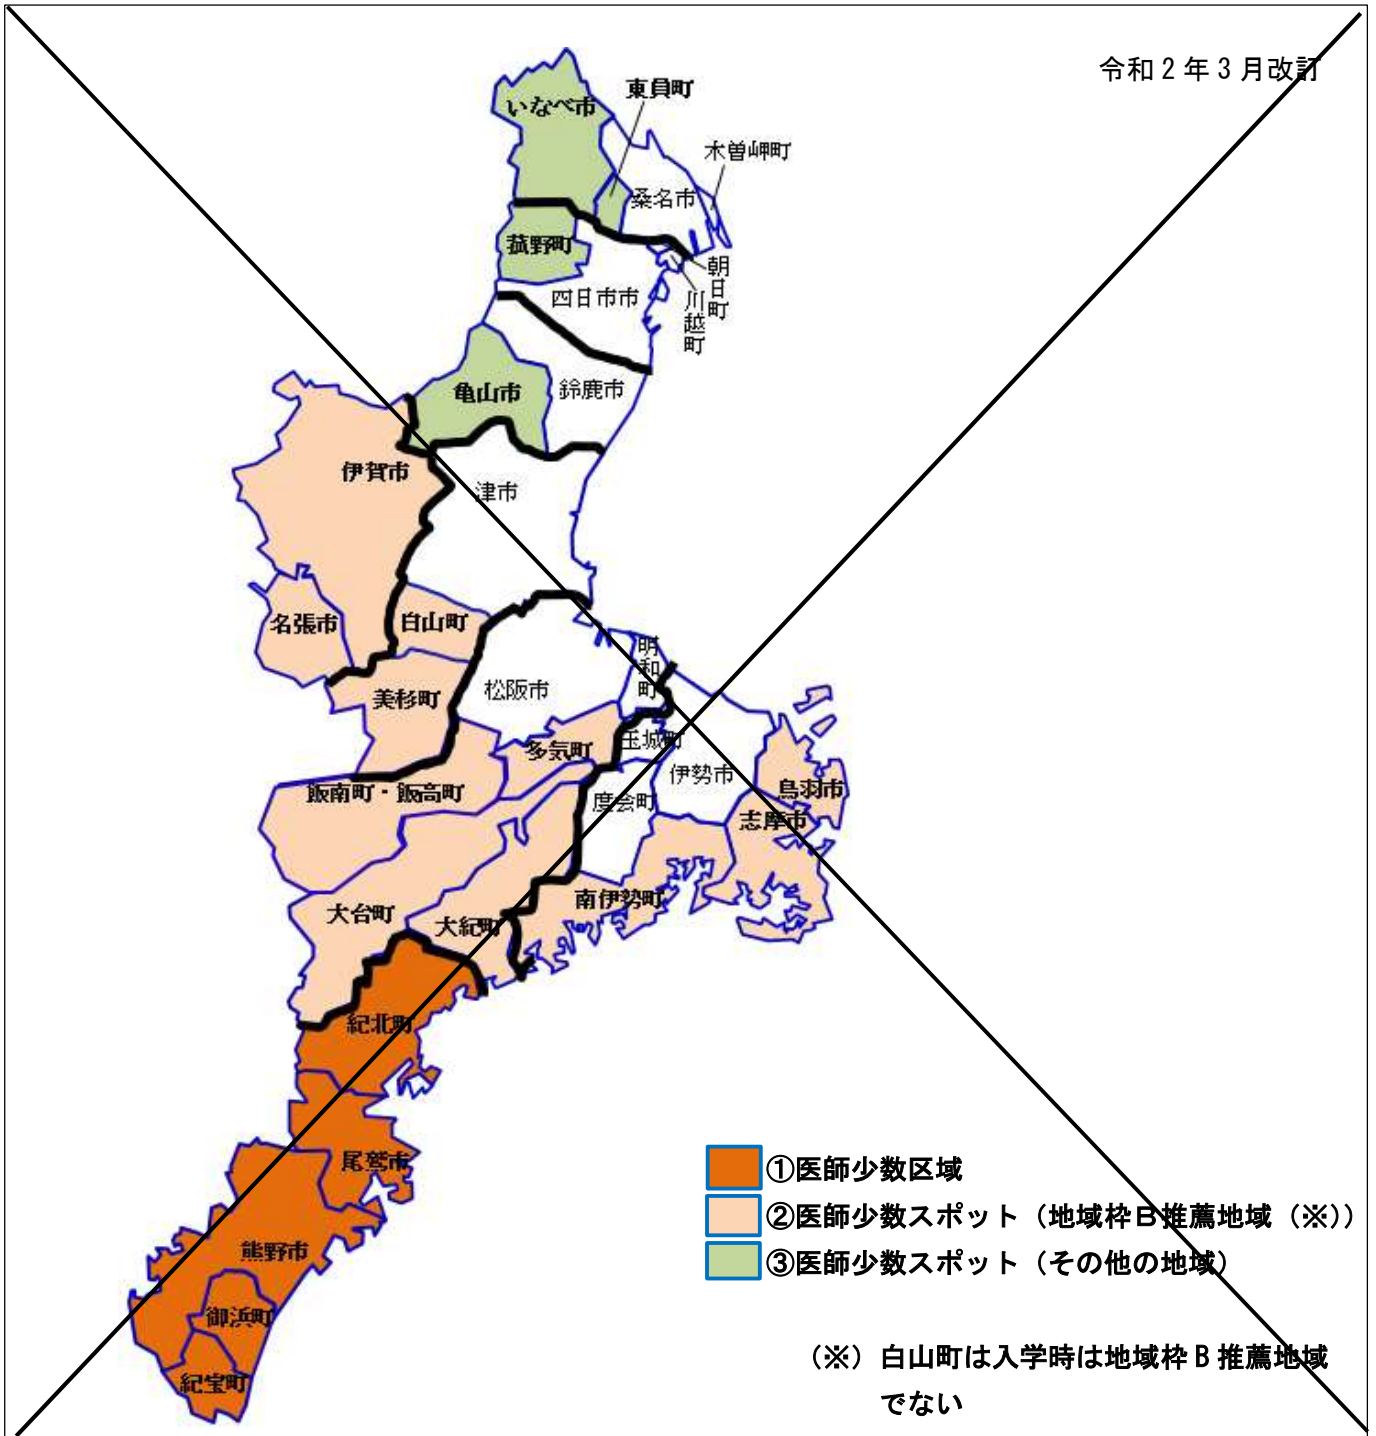 令和２年３月改訂
いなべ市
東員町
木曽岬町
桑名市
菰野町
朝日町
四日市市
川越町
亀山市
鈴鹿市
伊賀市
津市
名張市
白山町
明和町
美杉町
松阪市
多気町
玉城町
伊勢市
飯南町・飯高町
度会町
鳥羽市
志摩市
南伊勢町
大台町
大紀町
紀北町
尾鷲市
①医師少数区域
②医師少数スポット（地域枠Ｂ推薦地域（※））
③医師少数スポット（その他の地域）
熊野市
御浜町
紀宝町
（※）白山町は入学時は地域枠Ｂ推薦地域
でない